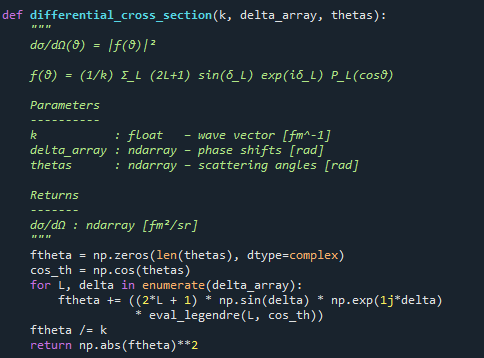 def differential_cross_section(k, delta_array, thetas):
    """
    dσ/dΩ(ϑ) = |f(ϑ)|²

    f(ϑ) = (1/k) Σ_L (2L+1) sin(δ_L) exp(iδ_L) P_L(cosϑ)

    Parameters
    ----------
    k           : float   – wave vector [fm^-1]
    delta_array : ndarray – phase shifts [rad]
    thetas      : ndarray – scattering angles [rad]

    Returns
    -------
    dσ/dΩ : ndarray [fm²/sr]
    """
    ftheta = np.zeros(len(thetas), dtype=complex)
    cos_th = np.cos(thetas)
    for L, delta in enumerate(delta_array):
        ftheta += ((2*L + 1) * np.sin(delta) * np.exp(1j*delta)
                   * eval_legendre(L, cos_th))
    ftheta /= k
    return np.abs(ftheta)**2